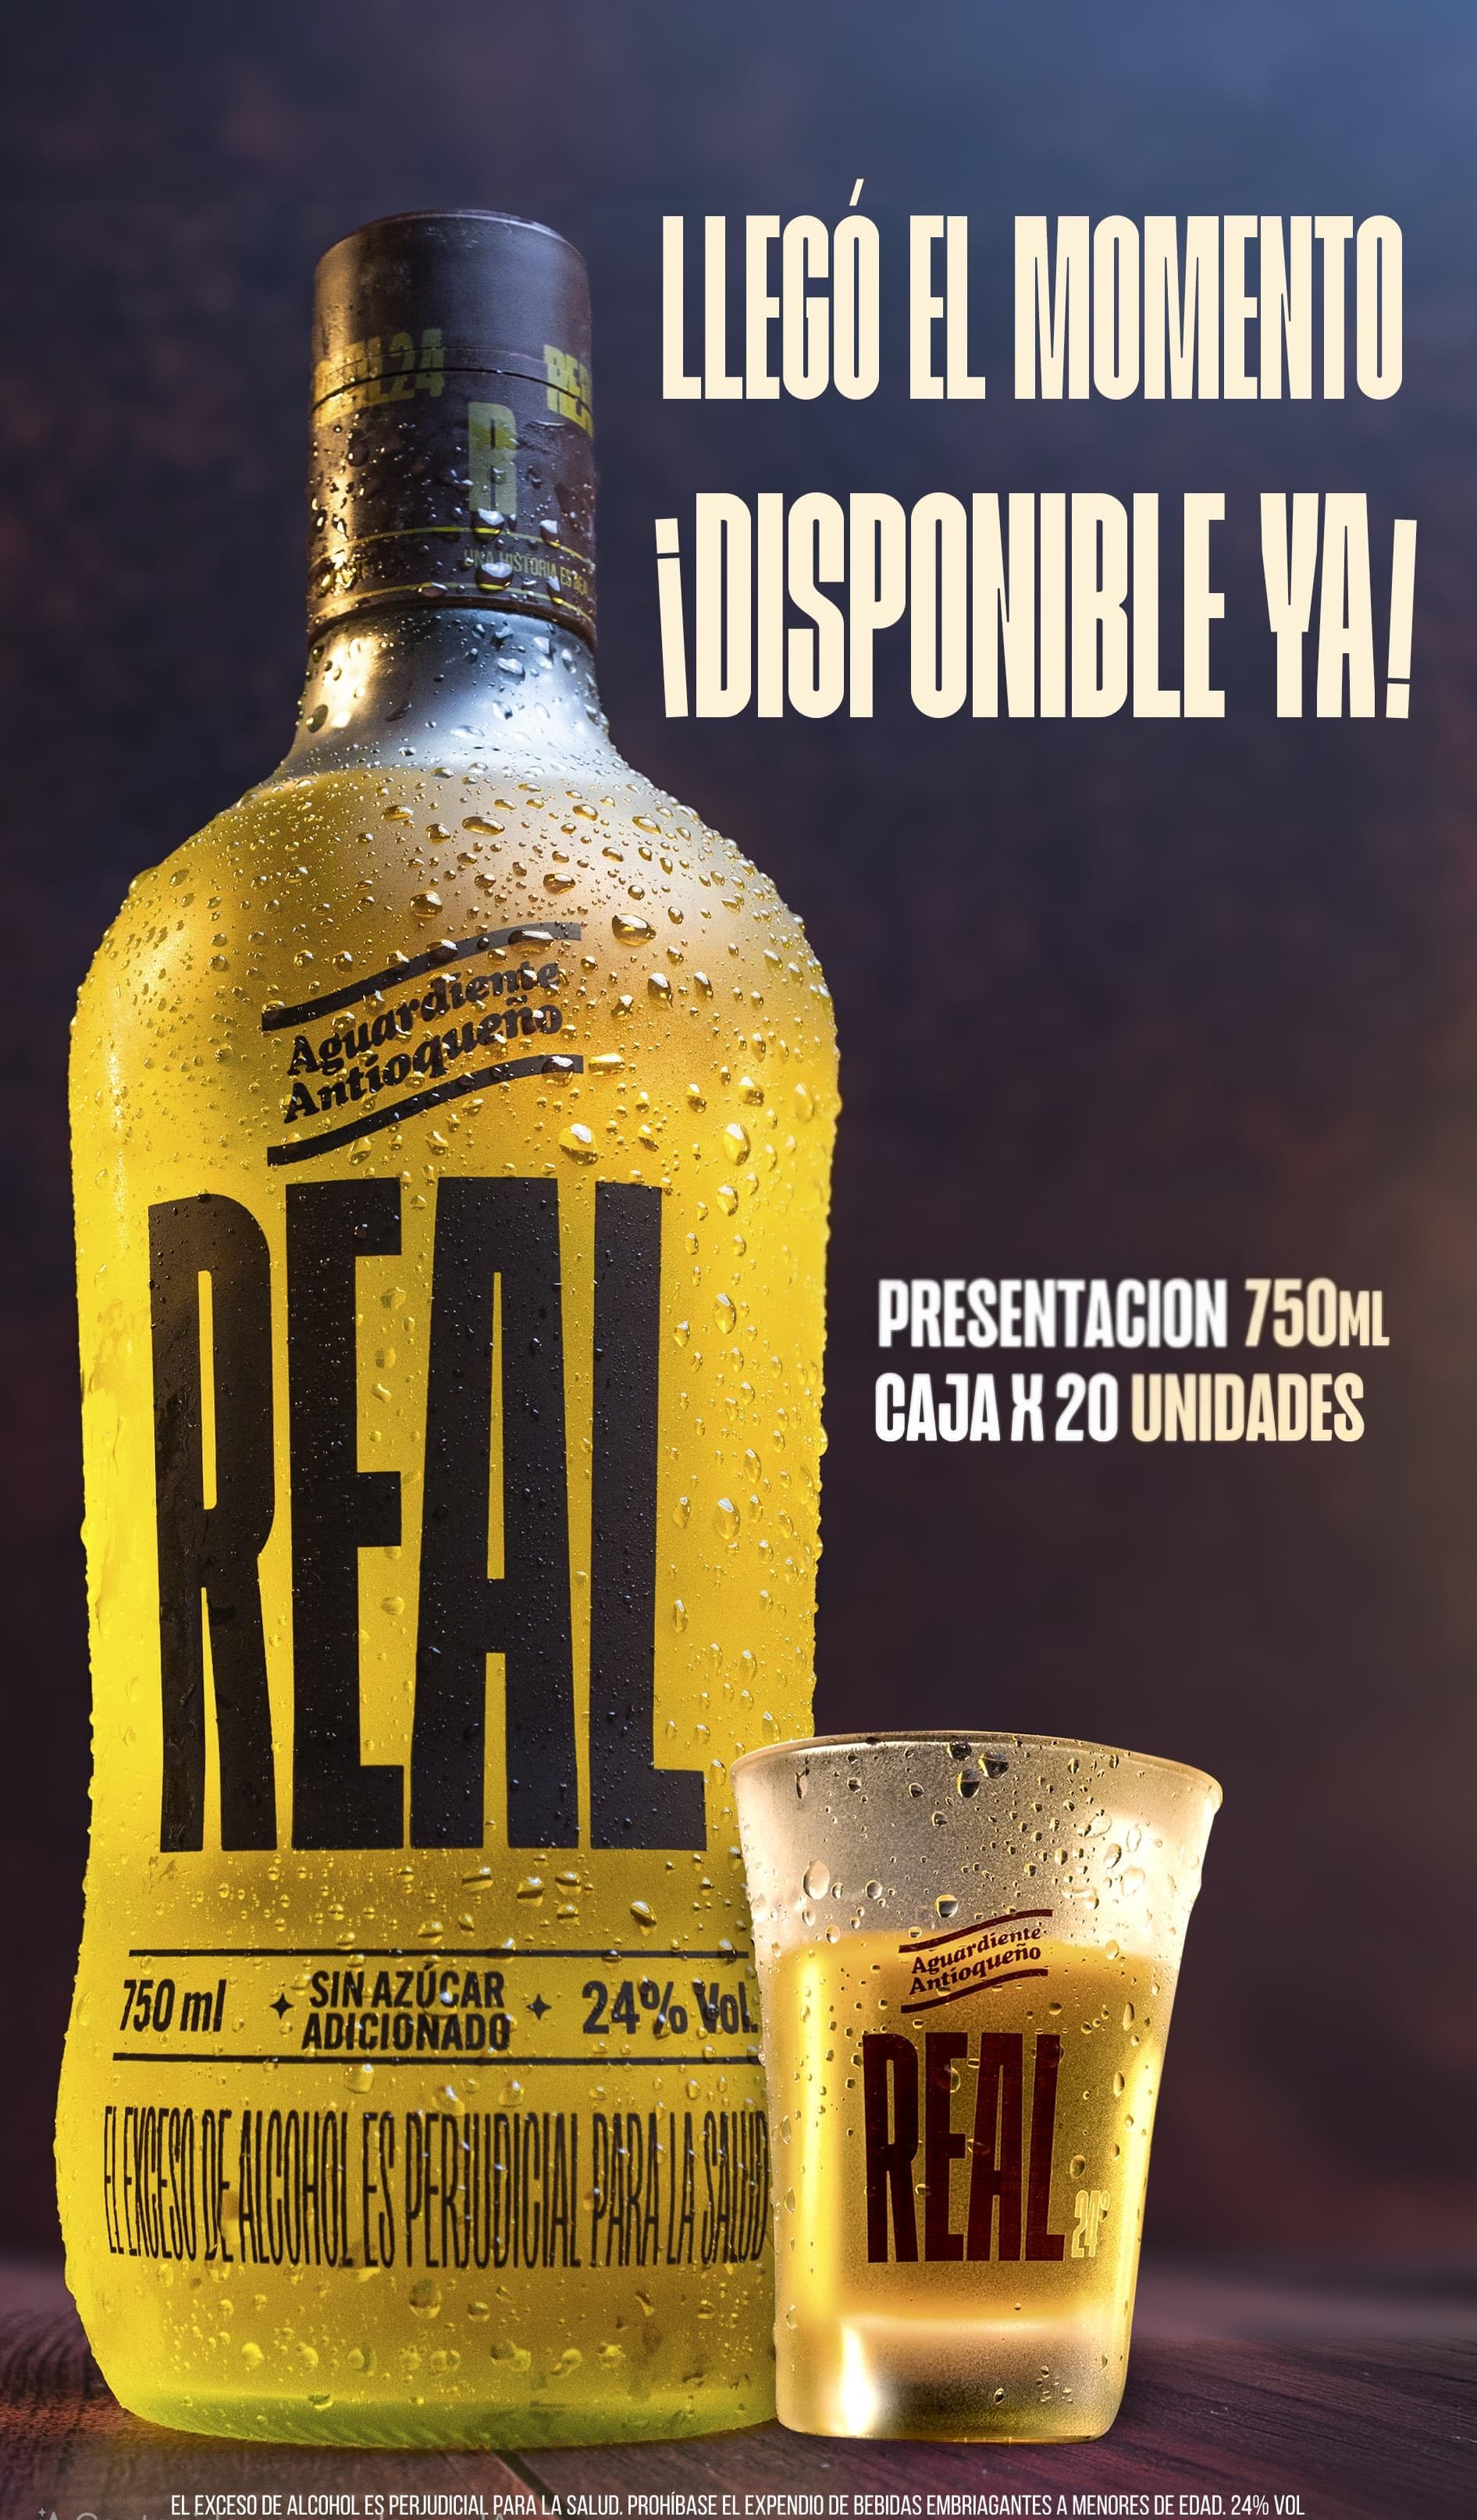 LLEGÓ EL MOMENTO
¡DISPONIBLE YA!
B
UNA HISTORIA
Aguardiente
Antioqueño
REAL
PRESENTACION 750ML
CAJA X 20 UNIDADES
750 ml ✦ SIN AZÚCAR ADICIONADO ✦ 24% Vol.
EL EXCESO DE ALCOHOL ES PERJUDICIAL PARA LA SALUD
Aguardiente
Antioqueño
REAL
24°
EL EXCESO DE ALCOHOL ES PERJUDICIAL PARA LA SALUD. PROHÍBASE EL EXPENDIO DE BEBIDAS EMBRIAGANTES A MENORES DE EDAD. 24% VOL